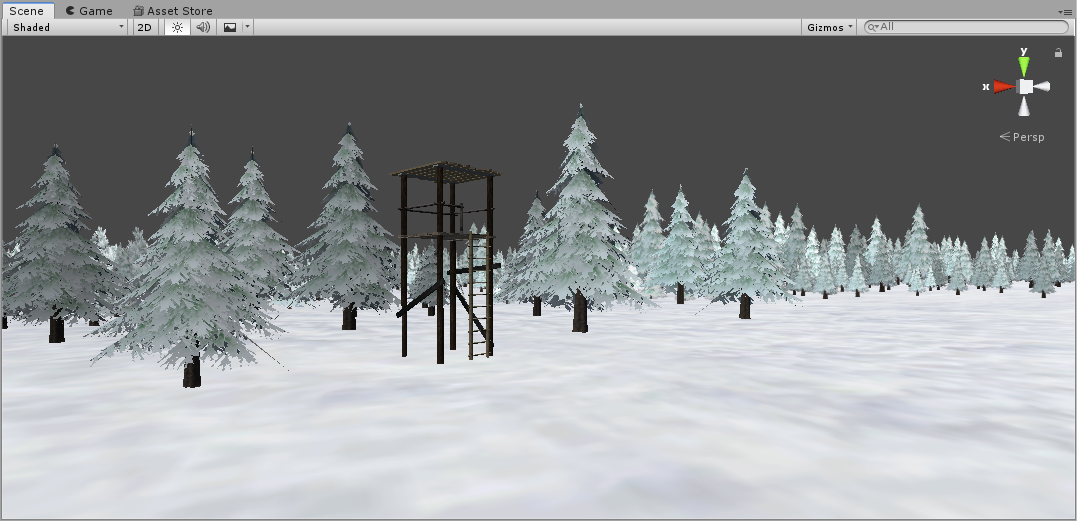 Scene Game Asset Store
Shaded 2D Gizmos All
y
x
Persp